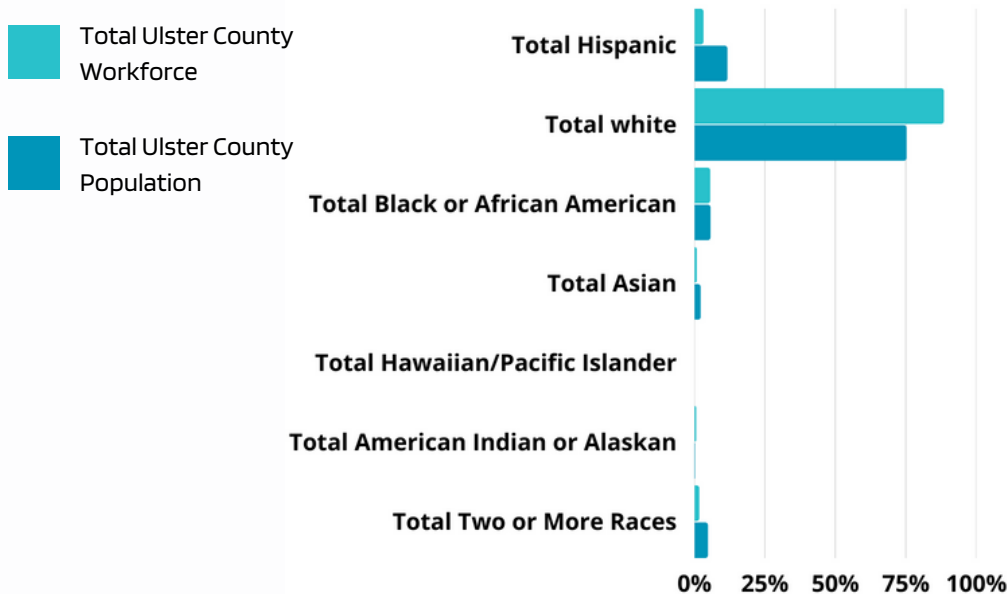 Total Ulster County
Workforce
Total Ulster County
Population
Total Hispanic
Total white
Total Black or African American
Total Asian
Total Hawaiian/Pacific Islander
Total American Indian or Alaskan
Total Two or More Races
0% 25% 50% 75% 100%